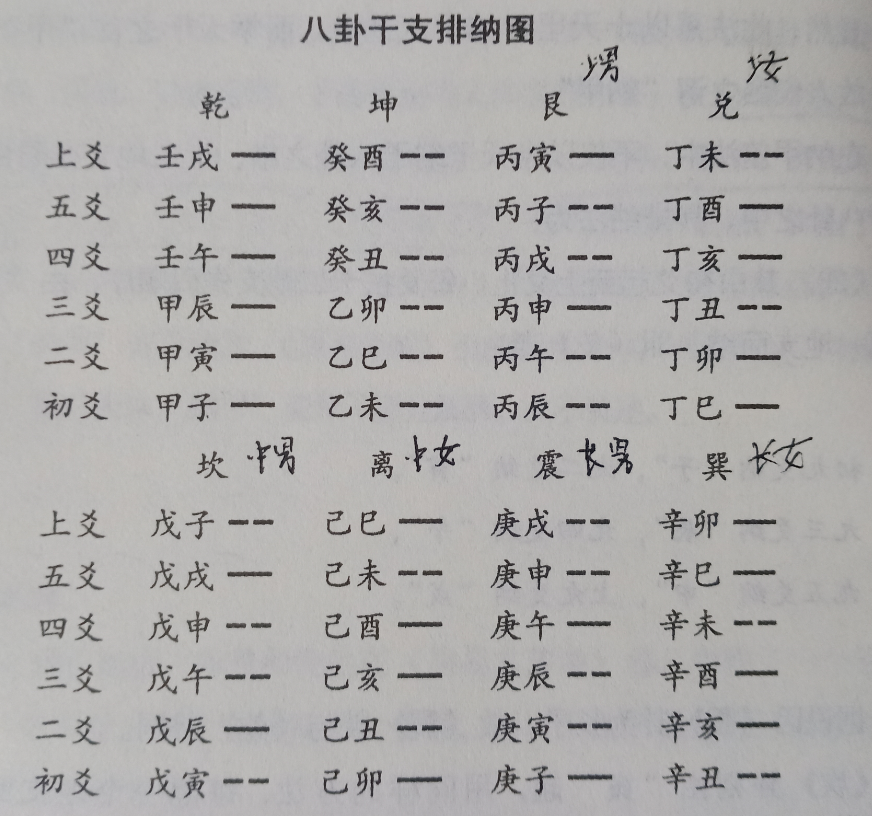 八卦干支排纳图
少男 少女
乾 坤 艮 兑
上爻 壬戌 癸酉 丙寅 丁未
五爻 壬申 癸亥 丙子 丁酉
四爻 壬午 癸丑 丙戌 丁亥
三爻 甲辰 乙卯 丙申 丁丑
二爻 甲寅 乙巳 丙午 丁卯
初爻 甲子 乙未 丙辰 丁巳
坎 中男 离 中女 震 长男 巽 长女
上爻 戊子 己巳 庚戌 辛卯
五爻 戊戌 己未 庚申 辛巳
四爻 戊申 己酉 庚午 辛未
三爻 戊午 己亥 庚辰 辛酉
二爻 戊辰 己丑 庚寅 辛亥
初爻 戊寅 己卯 庚子 辛丑